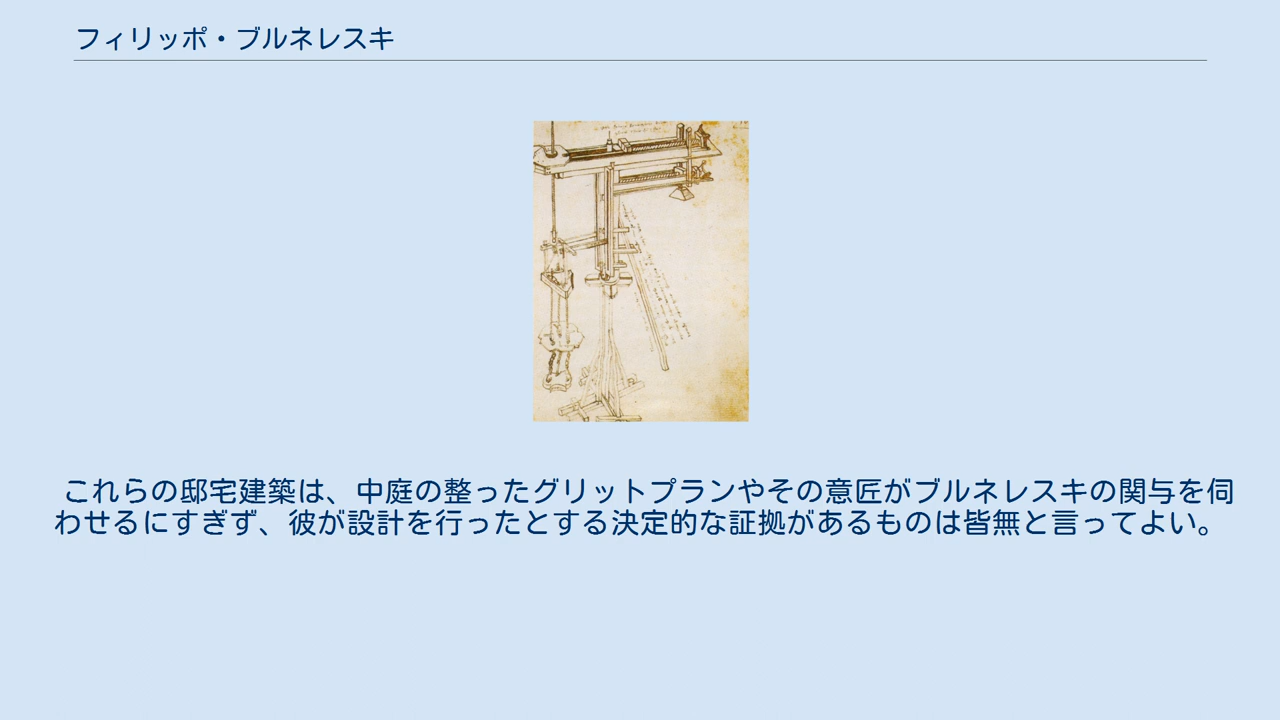 フィリッポ・ブルネレスキ
これらの邸宅建築は、中庭の整ったグリットプランやその意匠がブルネレスキの関与を伺
わせるにすぎず、彼が設計を行ったとする決定的な証拠があるものは皆無と言ってよい。